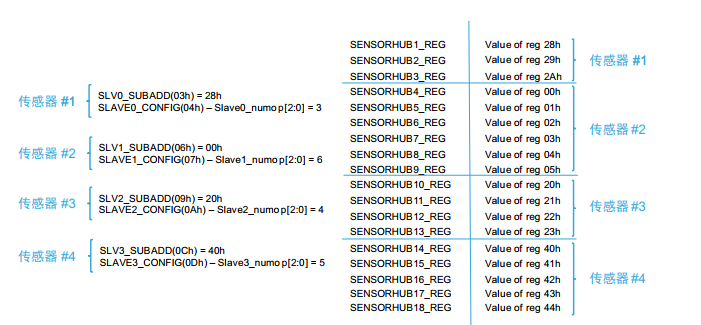 传感器 #1
SLV0_SUBADD(03h) = 28h
SLAVE0_CONFIG(04h) – Slave0_numop[2:0] = 3
传感器 #2
SLV1_SUBADD(06h) = 00h
SLAVE1_CONFIG(07h) – Slave1_numop[2:0] = 6
传感器 #3
SLV2_SUBADD(09h) = 20h
SLAVE2_CONFIG(0Ah) – Slave2_numop[2:0] = 4
传感器 #4
SLV3_SUBADD(0Ch) = 40h
SLAVE3_CONFIG(0Dh) – Slave3_numop[2:0] = 5
SENSORHUB1_REG Value of reg 28h
SENSORHUB2_REG Value of reg 29h
SENSORHUB3_REG Value of reg 2Ah
传感器 #1
SENSORHUB4_REG Value of reg 00h
SENSORHUB5_REG Value of reg 01h
SENSORHUB6_REG Value of reg 02h
SENSORHUB7_REG Value of reg 03h
SENSORHUB8_REG Value of reg 04h
SENSORHUB9_REG Value of reg 05h
传感器 #2
SENSORHUB10_REG Value of reg 20h
SENSORHUB11_REG Value of reg 21h
SENSORHUB12_REG Value of reg 22h
SENSORHUB13_REG Value of reg 23h
传感器 #3
SENSORHUB14_REG Value of reg 40h
SENSORHUB15_REG Value of reg 41h
SENSORHUB16_REG Value of reg 42h
SENSORHUB17_REG Value of reg 43h
SENSORHUB18_REG Value of reg 44h
传感器 #4